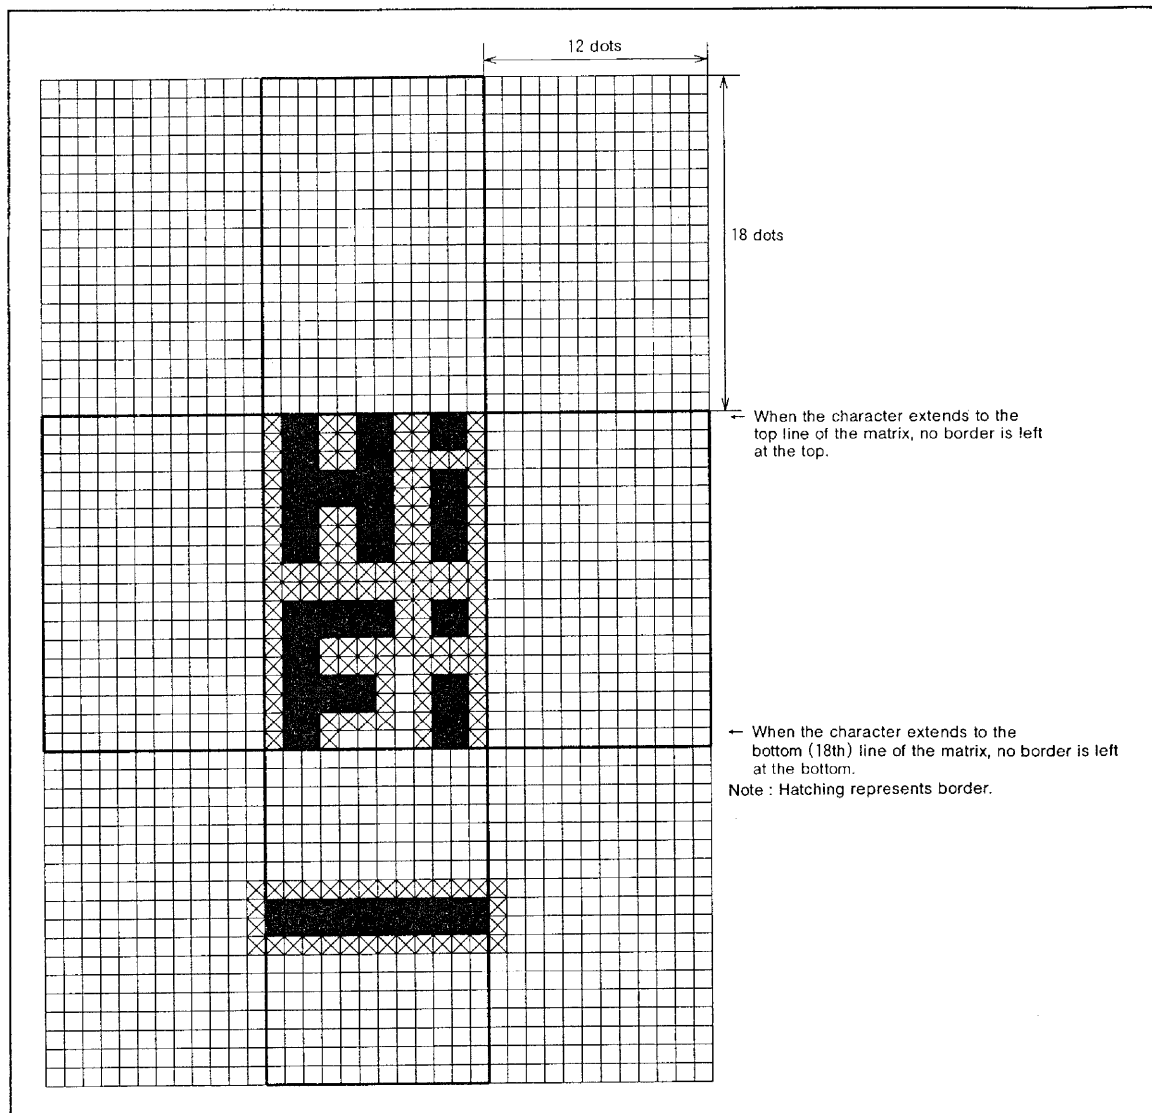 12 dots
18 dots
← When the character extends to the
top line of the matrix, no border is left
at the top.
Hi
Fi
← When the character extends to the
bottom (18th) line of the matrix, no border is left
at the bottom.
Note : Hatching represents border.